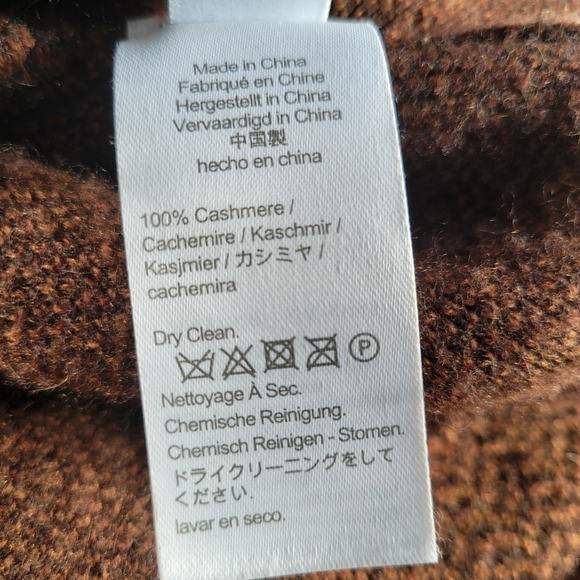 Made in China
Fabriqué en Chine
Hergestellt in China
Vervaardigd in China
中国製
hecho en china
100% Cashmere /
Cachemire / Kaschmir /
Kasjmier / カシミヤ /
cachemira
Dry Clean.
P
Nettoyage À Sec.
Chemische Reinigung.
Chemisch Reinigen - Stomen.
ドライクリーニングをして
ください.
lavar en seco.